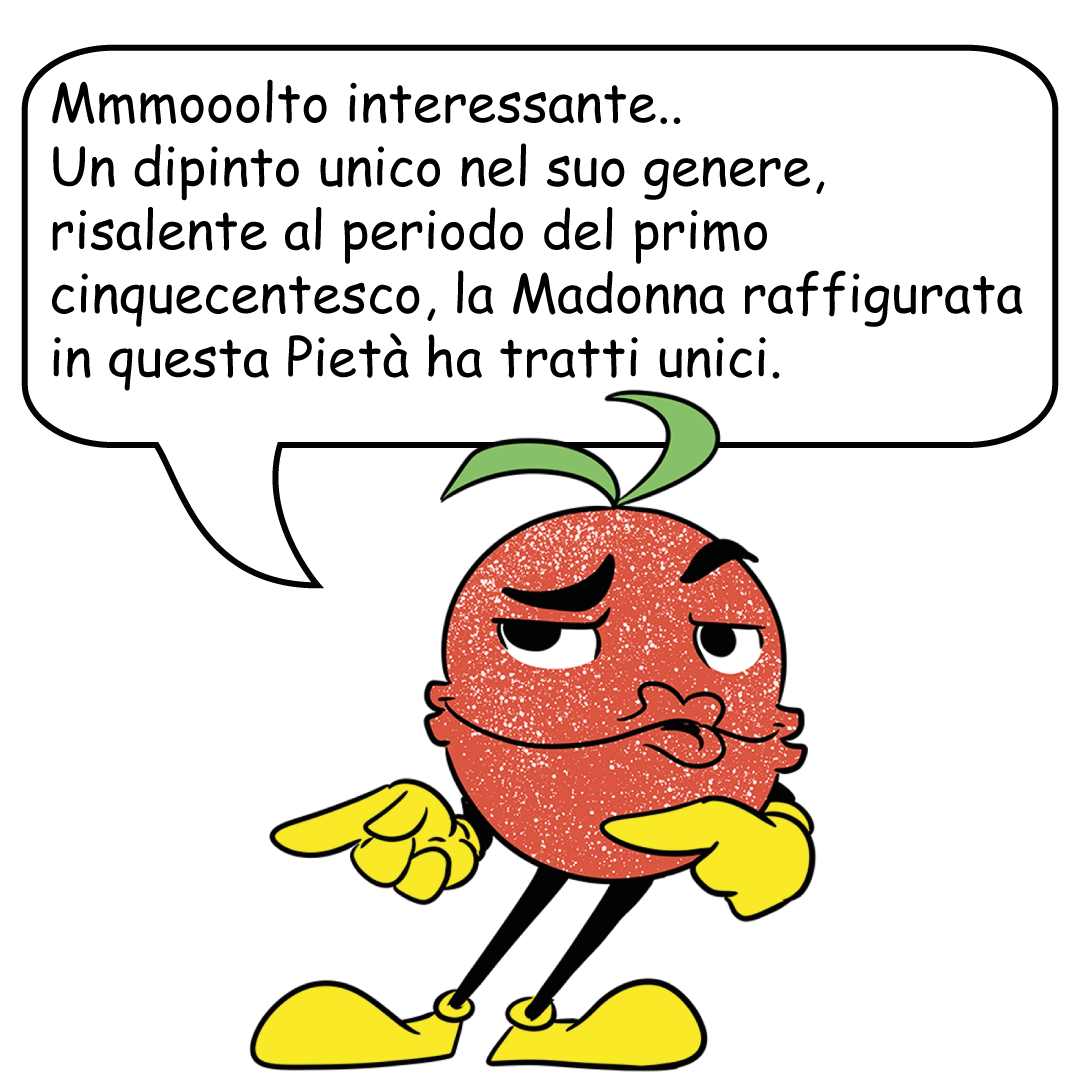 Mmmooolto interessante..
Un dipinto unico nel suo genere,
risalente al periodo del primo
cinquecentesco, la Madonna raffigurata
in questa Pietà ha tratti unici.